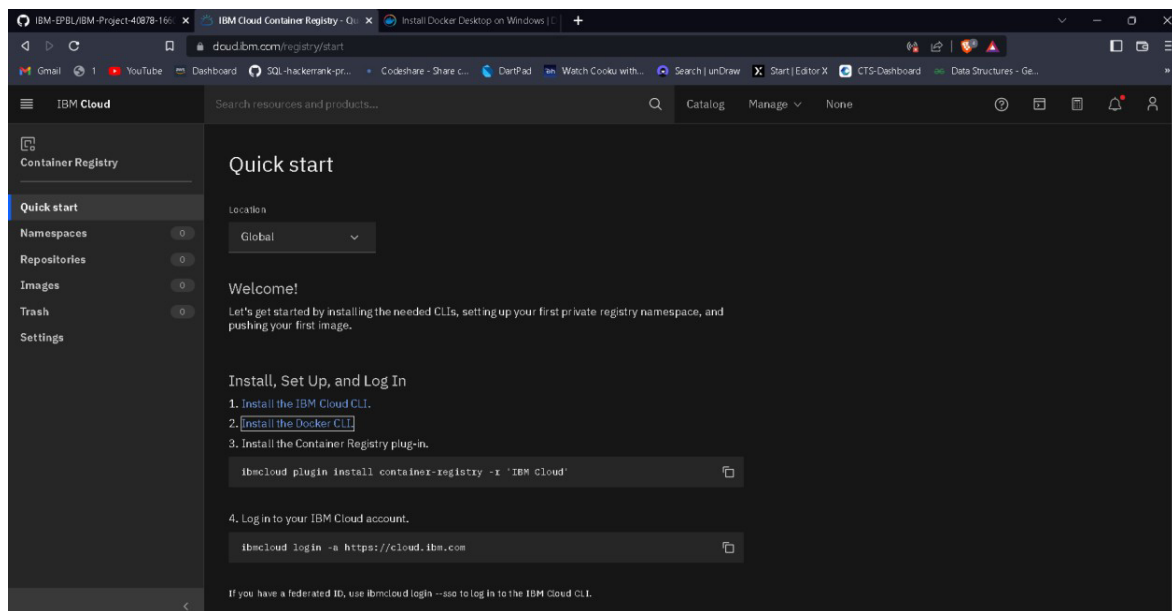 IBM-EPBL/IBM-Project-40878-166
IBM Cloud Container Registry - Qu
Install Docker Desktop on Windows | D
cloud.ibm.com/registry/start
Gmail
1
YouTube
Dashboard
SQL-hackerrank-pr...
Codeshare - Share c...
DartPad
Watch Cooku with...
Search | unDraw
Start | Editor X
CTS-Dashboard
Data Structures - Ge...
IBM Cloud
Search resources and products...
Catalog
Manage
None
Container Registry
Quick start
Namespaces 0
Repositories 0
Images 0
Trash 0
Settings
Quick start
Location
Global
Welcome!
Let's get started by installing the needed CLIs, setting up your first private registry namespace, and
pushing your first image.
Install, Set Up, and Log In
1. Install the IBM Cloud CLI.
2. Install the Docker CLI.
3. Install the Container Registry plug-in.
ibmcloud plugin install container-registry -r 'IBM Cloud'
4. Log in to your IBM Cloud account.
ibmcloud login -a https://cloud.ibm.com
If you have a federated ID, use ibmcloud login --sso to log in to the IBM Cloud CLI.